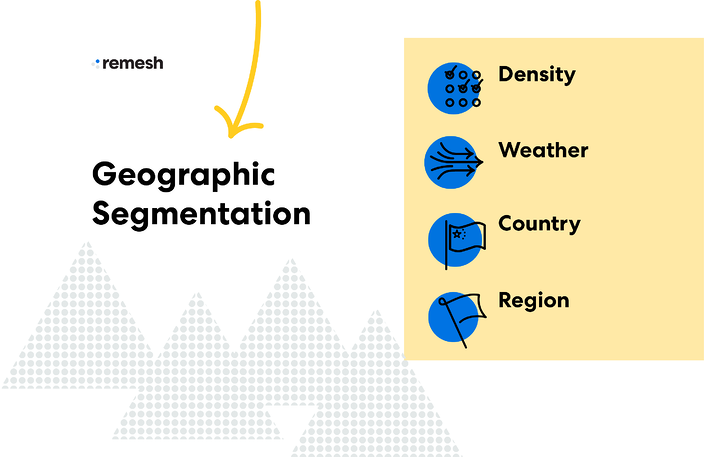 remesh
Geographic
Segmentation
Density
Weather
Country
Region